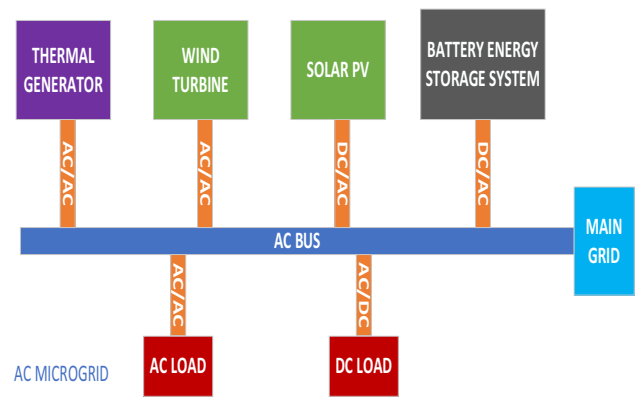 THERMAL
GENERATOR
WIND
TURBINE
SOLAR PV
BATTERY ENERGY
STORAGE SYSTEM
AC/AC
AC/AC
DC/AC
DC/AC
AC BUS
MAIN
GRID
AC/AC
AC/DC
AC MICROGRID
AC LOAD
DC LOAD